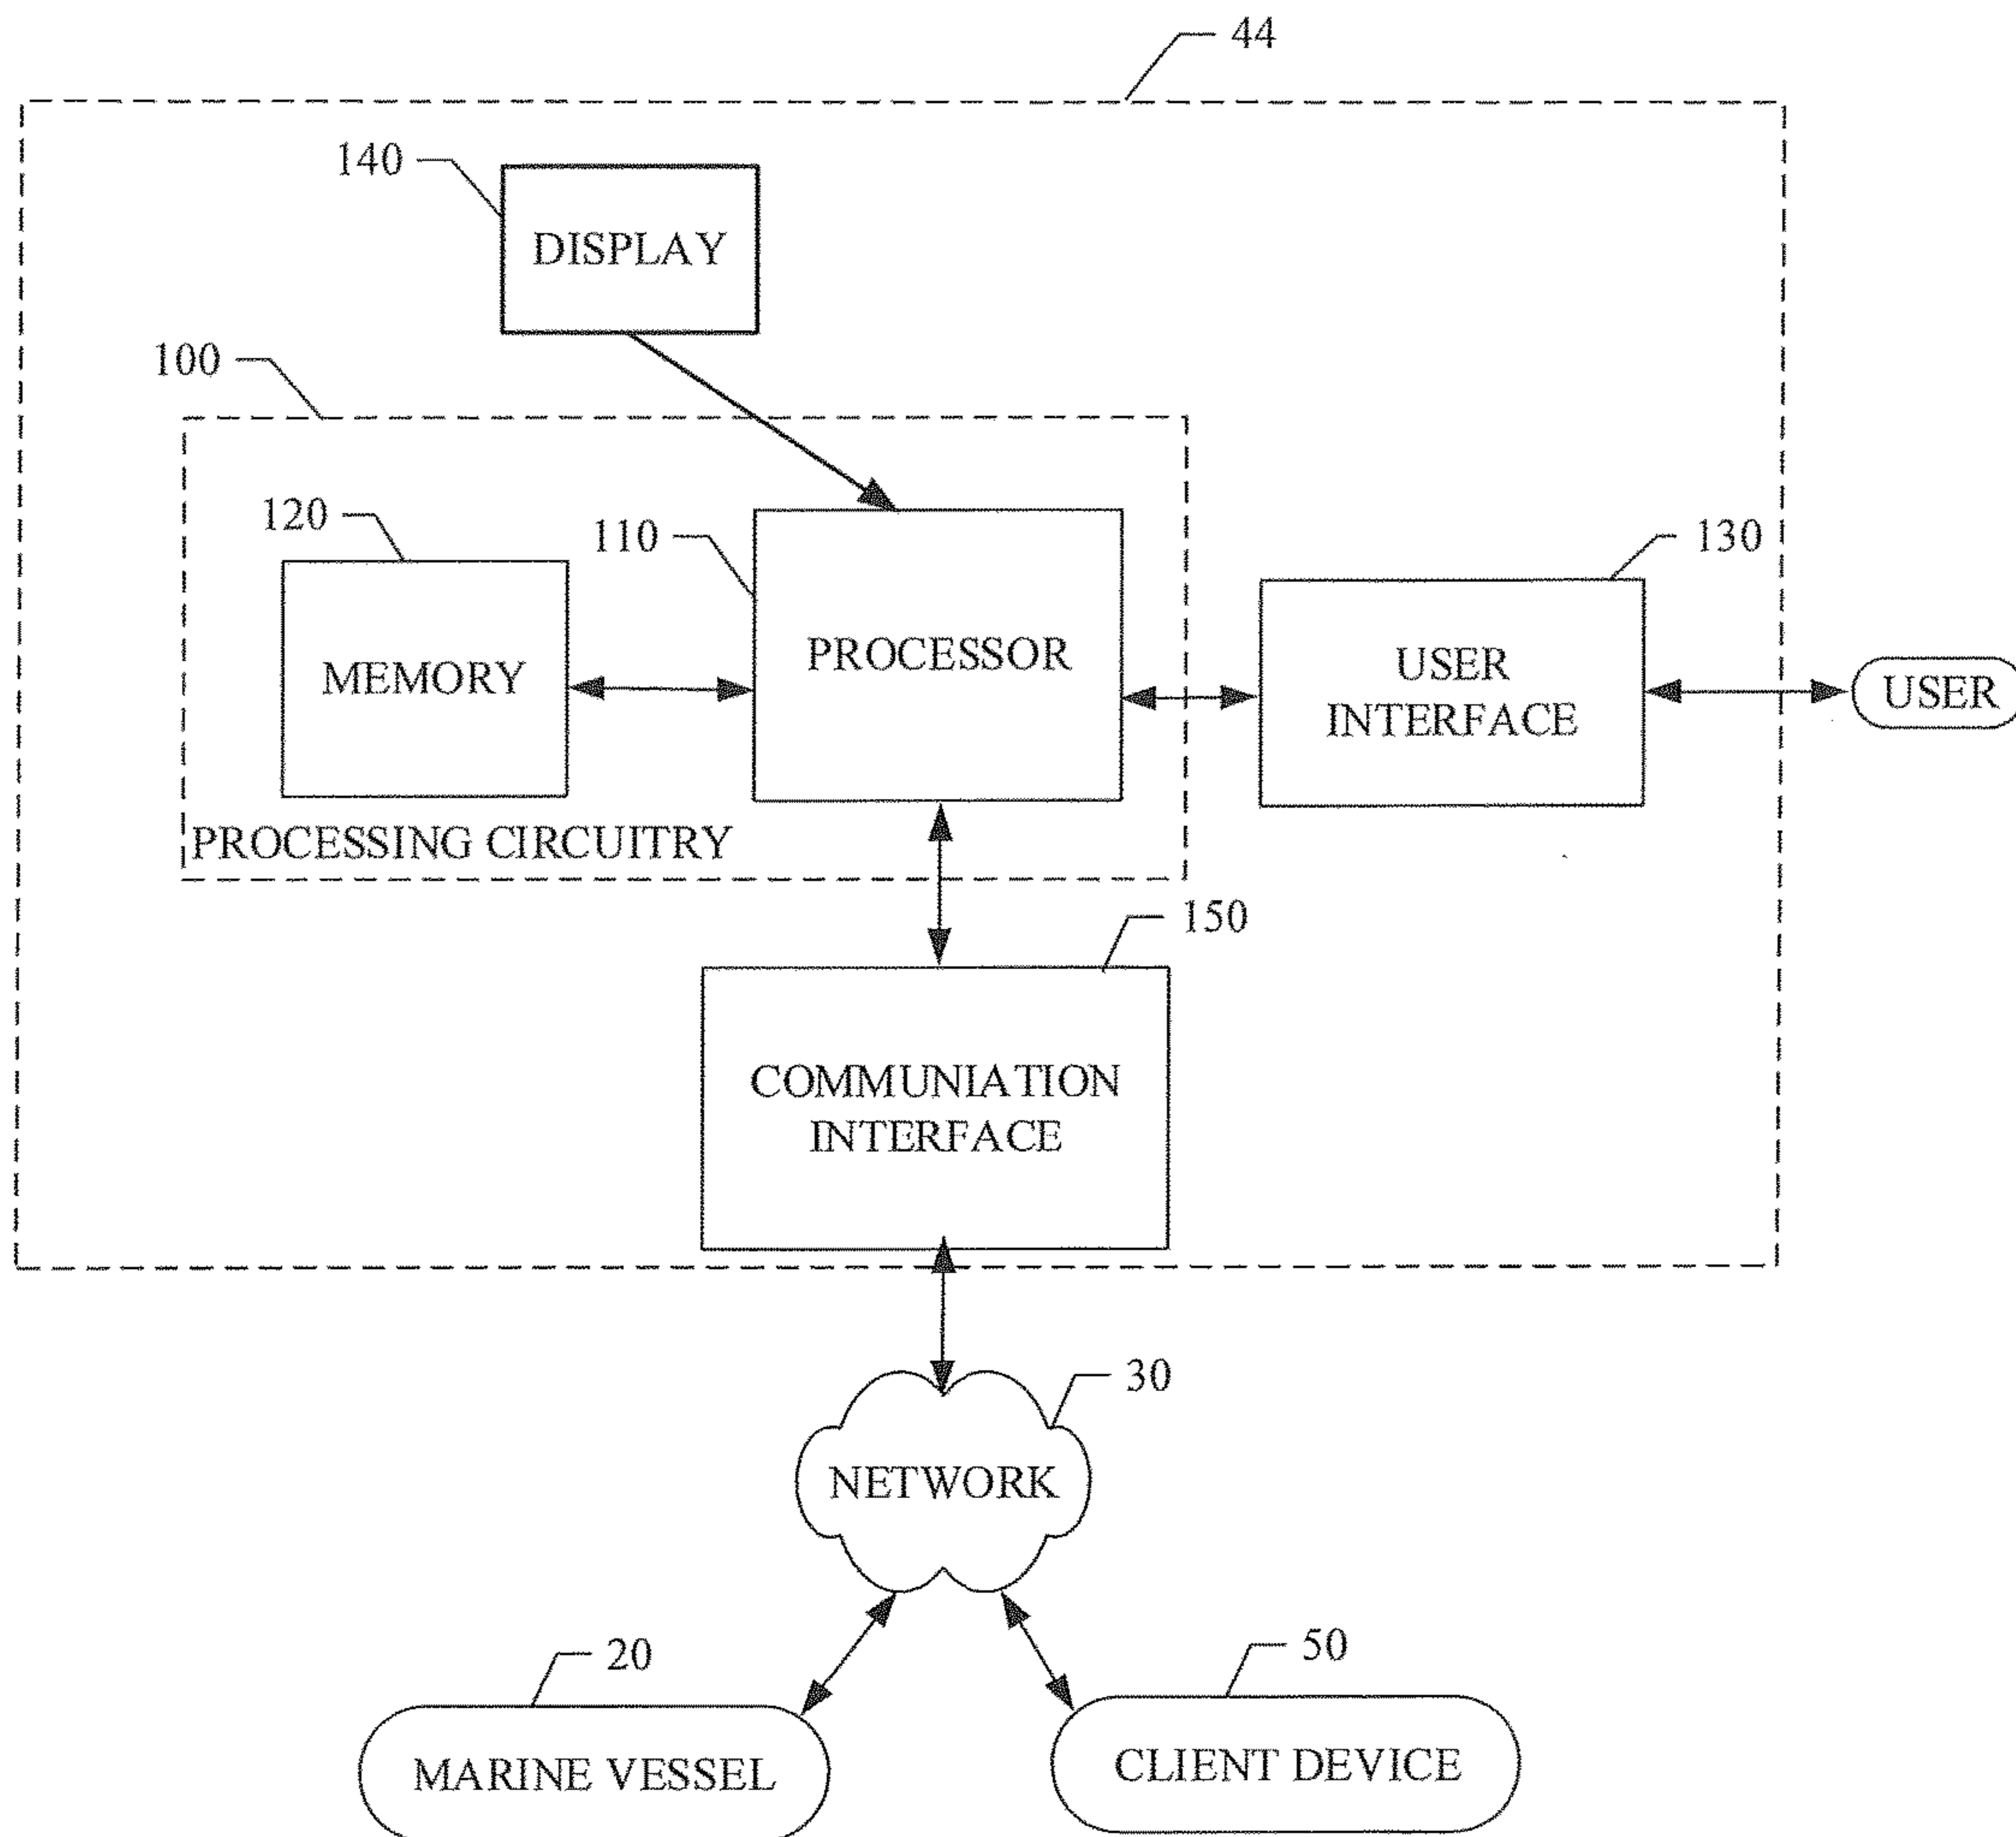 44
140
DISPLAY
100
120
110
130
MEMORY
PROCESSOR
USER
INTERFACE
USER
PROCESSING CIRCUITRY
150
COMMUNIATION
INTERFACE
30
NETWORK
20
50
MARINE VESSEL
CLIENT DEVICE